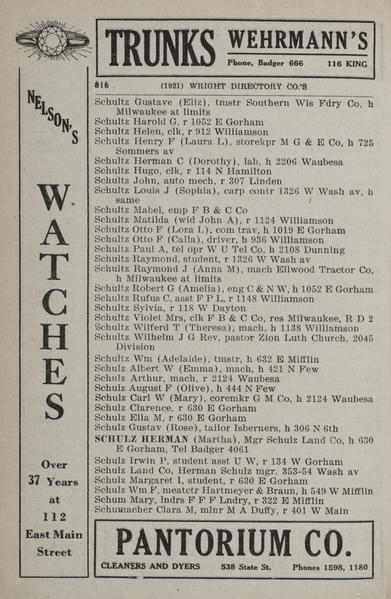 TRUNKS WEHRMANN'S
Phone, Badger 666 116 KING
NELSON'S
WATCHES
Over
37 Years
at
112
East Main
Street
816 (1921) WRIGHT DIRECTORY CO.'S
Schultz Gustave (Eliz), tmstr Southern Wis Fdry Co, h
Milwaukee at limits
Schultz Harold G, r 1052 E Gorham
Schultz Helen, clk, r 912 Williamson
Schultz Henry F (Laura L), storekpr M G & E Co, h 725
Sommers av
Schultz Herman C (Dorothy), lab, h 2206 Waubesa
Schultz Hugo, clk, r 114 N Hamilton
Schultz John, auto mech, r 307 Linden
Schultz Louis J (Sophia), carp contr 1326 W Wash av, h
same
Schultz Mabel, emp F B & C Co
Schultz Matilda (wid John A), r 1124 Williamson
Schultz Otto F (Lora L), com trav, h 1019 E Gorham
Schultz Otto F (Calla), driver, h 936 Williamson
Schultz Paul A, tel opr W U Tel Co, h 2108 Dunning
Schultz Raymond, student, r 1326 W Wash av
Schultz Raymond J (Anna M), mach Ellwood Tractor Co,
h Milwaukee at limits
Schultz Robert G (Amelia), eng C & N W, h 1052 E Gorham
Schultz Rufus C, asst F P L, r 1148 Williamson
Schultz Sylvia, r 118 W Dayton
Schultz Violet Mrs, clk F B & C Co, res Milwaukee, R D 2
Schultz Wilferd T (Theresa), mach, h 1138 Williamson
Schultz Wilhelm J G Rev, pastor Zion Luth Church, 2045
Division
Schultz Wm (Adelaide), tmstr, h 632 E Mifflin
Schulz Albert W (Emma), mach, h 421 N Few
Schulz Arthur, mach, r 2124 Waubesa
Schulz August F (Olive), h 444 N Few
Schulz Carl W (Mary), coremkr G M Co, h 2124 Waubesa
Schulz Clarence, r 630 E Gorham
Schulz Ella M, r 630 E Gorham
Schulz Gustav (Rose), tailor Isberners, h 306 N 6th
SCHULZ HERMAN (Martha), Mgr Schulz Land Co, h 630
E Gorham, Tel Badger 4061
Schulz Irwin P, student asst U W, r 134 W Gorham
Schulz Land Co, Herman Schulz mgr, 353-54 Wash av
Schulz Margaret I, student, r 630 E Gorham
Schulz Wm F, meatctr Hartmeyer & Braun, h 549 W Mifflin
Schum Mary, lndrs F F F Lndry, r 322 E Mifflin
Schumacher Clara M, mlnr M A Duffy, r 401 W Main
PANTORIUM CO.
CLEANERS AND DYERS 538 State St. Phones 1598, 1180